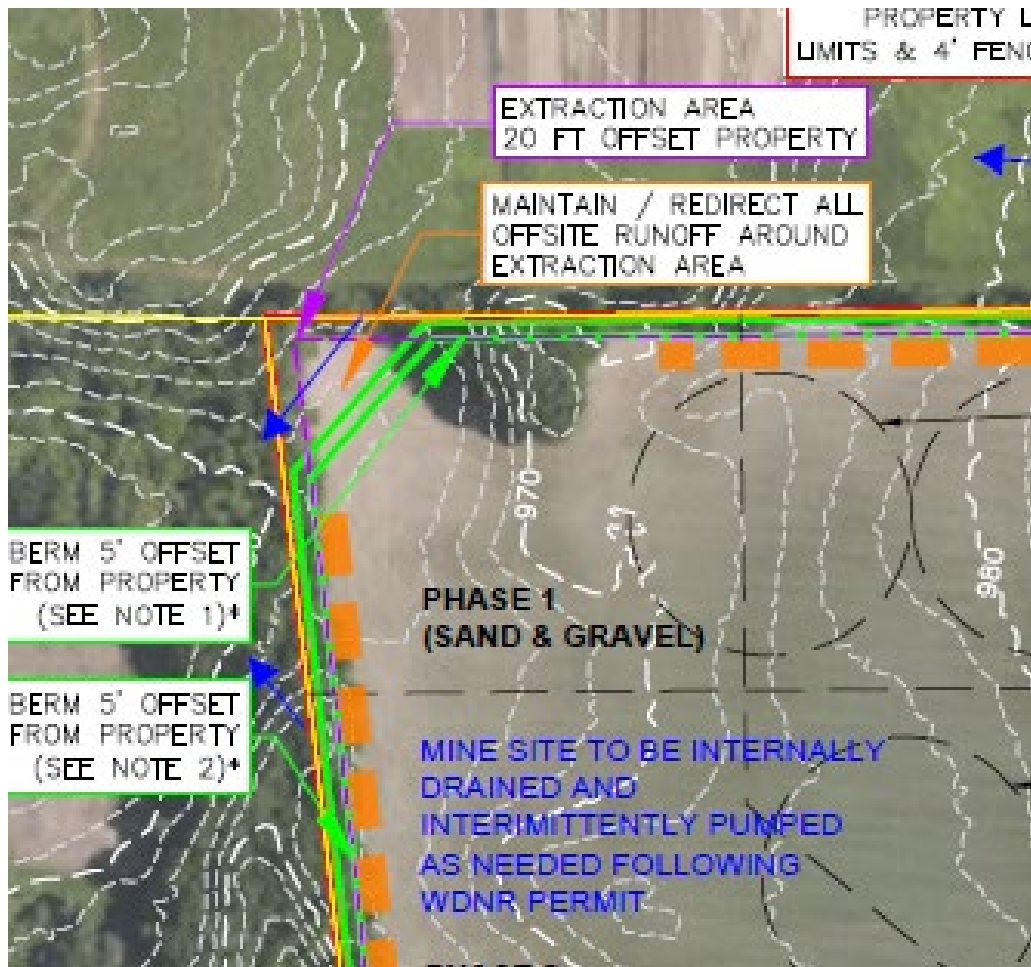 PROPERTY L
LIMITS & 4' FENC
EXTRACTION AREA
20 FT OFFSET PROPERTY
MAINTAIN / REDIRECT ALL
OFFSITE RUNOFF AROUND
EXTRACTION AREA
970
980
BERM 5' OFFSET
FROM PROPERTY
(SEE NOTE 1)*
PHASE 1
(SAND & GRAVEL)
BERM 5' OFFSET
FROM PROPERTY
(SEE NOTE 2)*
MINE SITE TO BE INTERNALLY
DRAINED AND
INTERIMITTENTLY PUMPED
AS NEEDED FOLLOWING
WDNR PERMIT